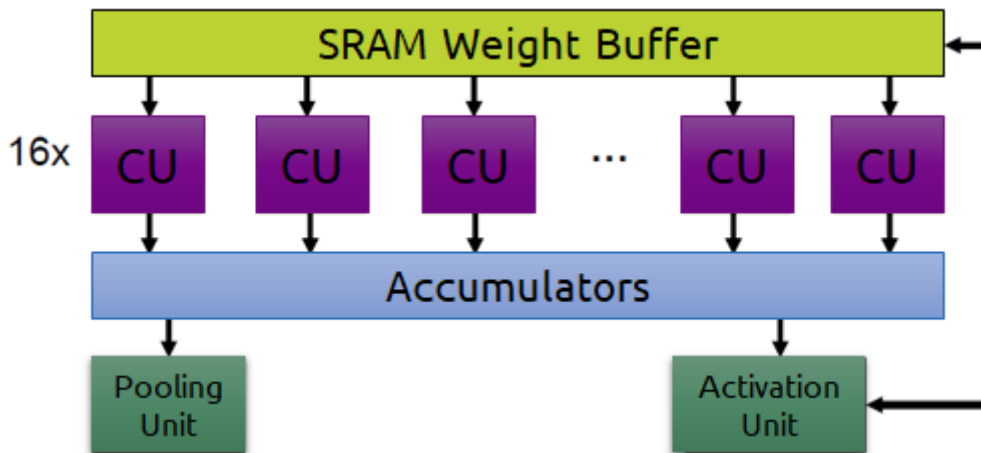 SRAM Weight Buffer
16x
CU CU CU ... CU CU
Accumulators
Pooling
Unit
Activation
Unit